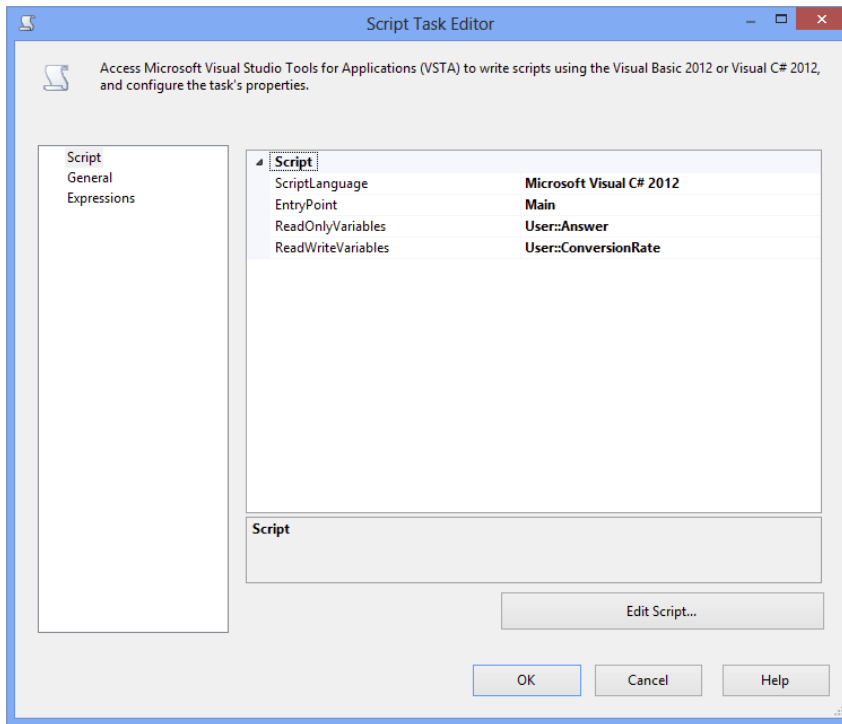 Script Task Editor
Access Microsoft Visual Studio Tools for Applications (VSTA) to write scripts using the Visual Basic 2012 or Visual C# 2012,
and configure the task's properties.
Script
General
Expressions
Script
ScriptLanguage Microsoft Visual C# 2012
EntryPoint Main
ReadOnlyVariables User::Answer
ReadWriteVariables User::ConversionRate
Script
Edit Script...
OK Cancel Help